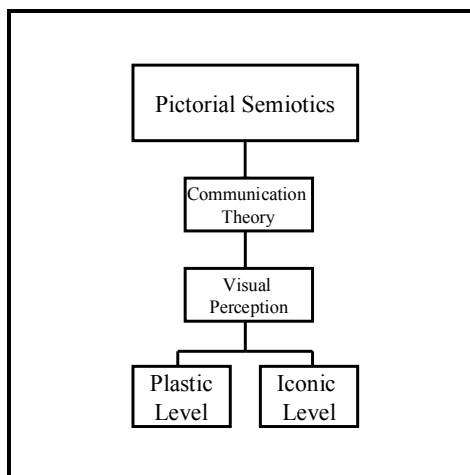 Pictorial Semiotics
Communication
Theory
Visual
Perception
Plastic
Level
Iconic
Level